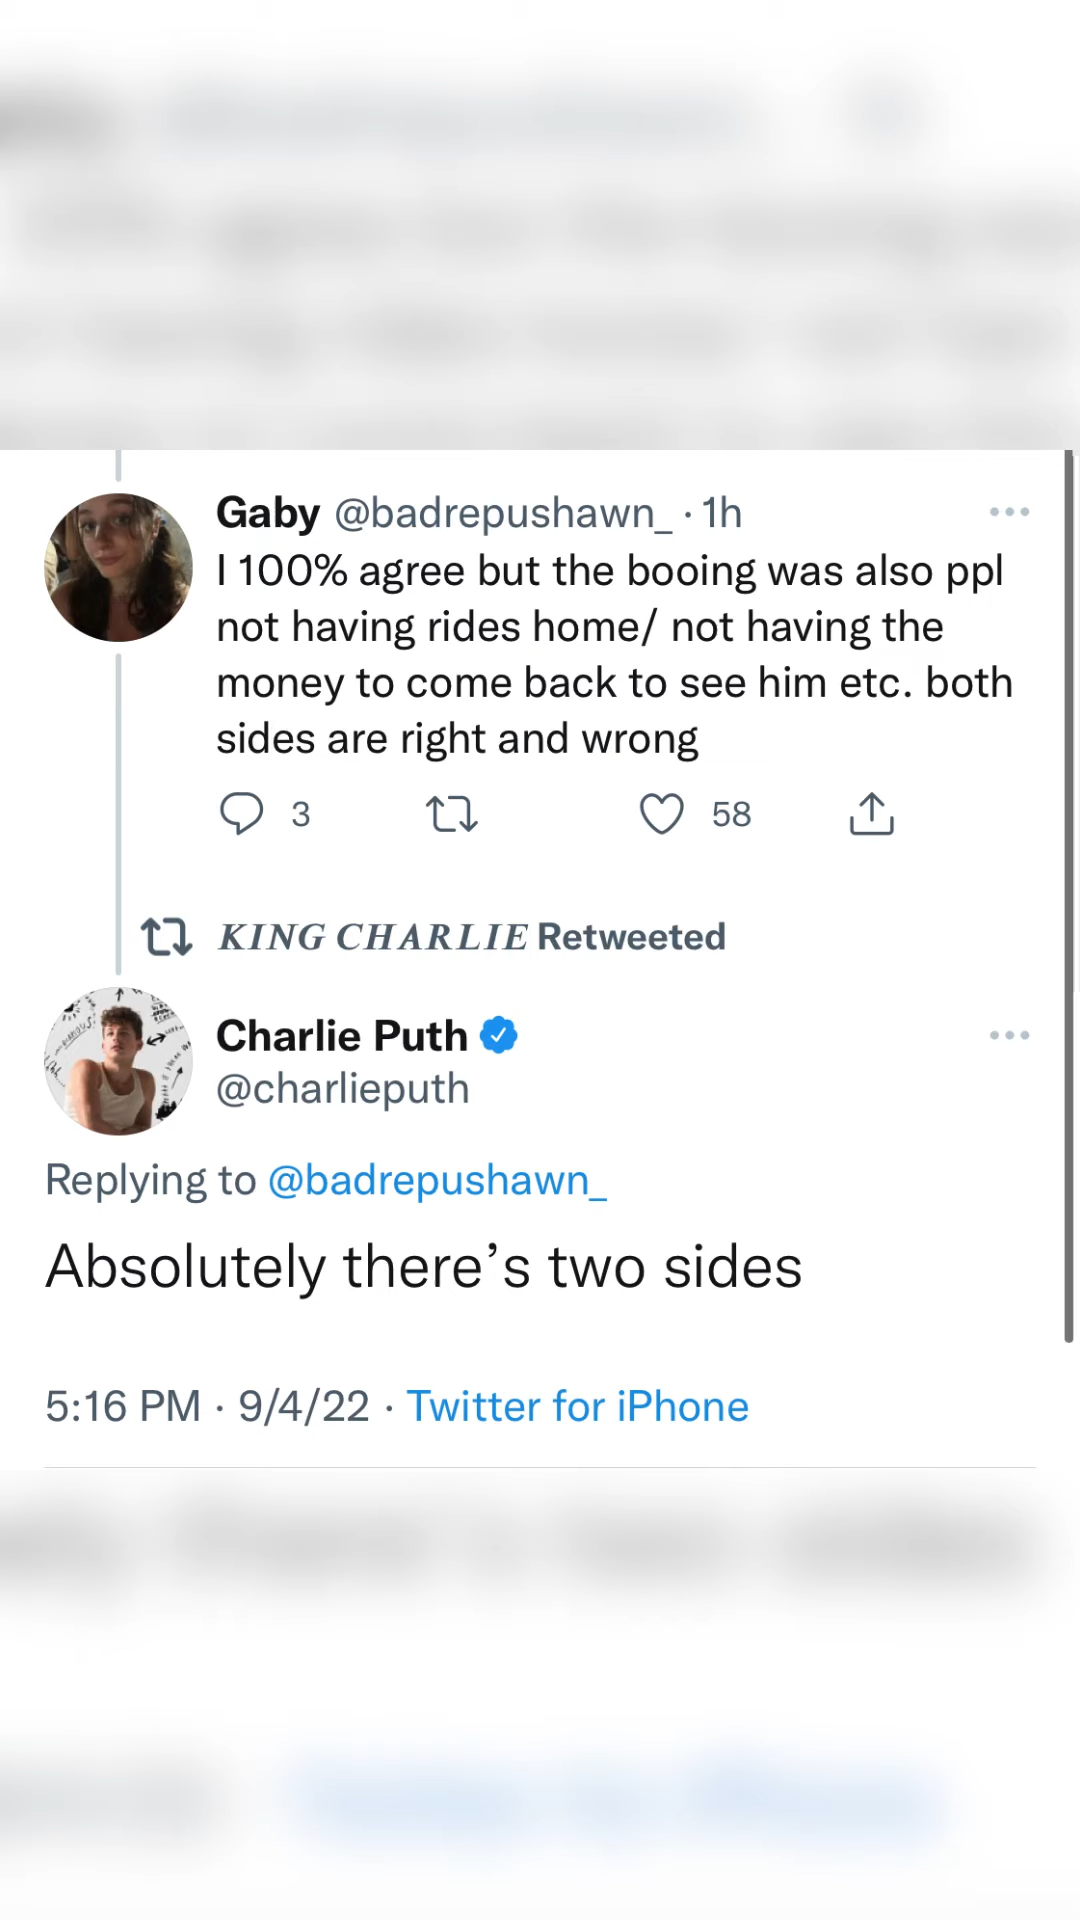 Gaby @badrepushawn_ · 1h
I 100% agree but the booing was also ppl
not having rides home/ not having the
money to come back to see him etc. both
sides are right and wrong
3 58
KING CHARLIE Retweeted
Charlie Puth
@charlieputh
Replying to @badrepushawn_
Absolutely there’s two sides
5:16 PM · 9/4/22 · Twitter for iPhone